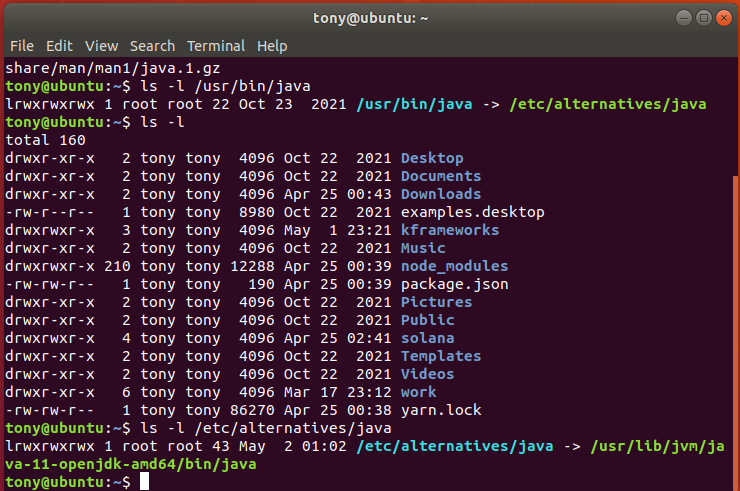 tony@ubuntu: ~
File Edit View Search Terminal Help
share/man/man1/java.1.gz
tony@ubuntu:~$ ls -l /usr/bin/java
lrwxrwxrwx 1 root root 22 Oct 23  2021 /usr/bin/java -> /etc/alternatives/java
tony@ubuntu:~$ ls -l
total 160
drwxr-xr-x   2 tony tony  4096 Oct 22  2021 Desktop
drwxr-xr-x   2 tony tony  4096 Oct 22  2021 Documents
drwxr-xr-x   2 tony tony  4096 Apr 25 00:43 Downloads
-rw-r--r--   1 tony tony  8980 Oct 22  2021 examples.desktop
drwxrwxr-x   3 tony tony  4096 May  1 23:21 kframeworks
drwxr-xr-x   2 tony tony  4096 Oct 22  2021 Music
drwxrwxr-x 210 tony tony 12288 Apr 25 00:39 node_modules
-rw-rw-r--   1 tony tony   190 Apr 25 00:39 package.json
drwxr-xr-x   2 tony tony  4096 Oct 22  2021 Pictures
drwxr-xr-x   2 tony tony  4096 Oct 22  2021 Public
drwxrwxr-x   4 tony tony  4096 Apr 25 02:41 solana
drwxr-xr-x   2 tony tony  4096 Oct 22  2021 Templates
drwxr-xr-x   2 tony tony  4096 Oct 22  2021 Videos
drwxrwxr-x   6 tony tony  4096 Mar 17 23:12 work
-rw-rw-r--   1 tony tony 86270 Apr 25 00:38 yarn.lock
tony@ubuntu:~$ ls -l /etc/alternatives/java
lrwxrwxrwx 1 root root 43 May  2 01:02 /etc/alternatives/java -> /usr/lib/jvm/ja
va-11-openjdk-amd64/bin/java
tony@ubuntu:~$